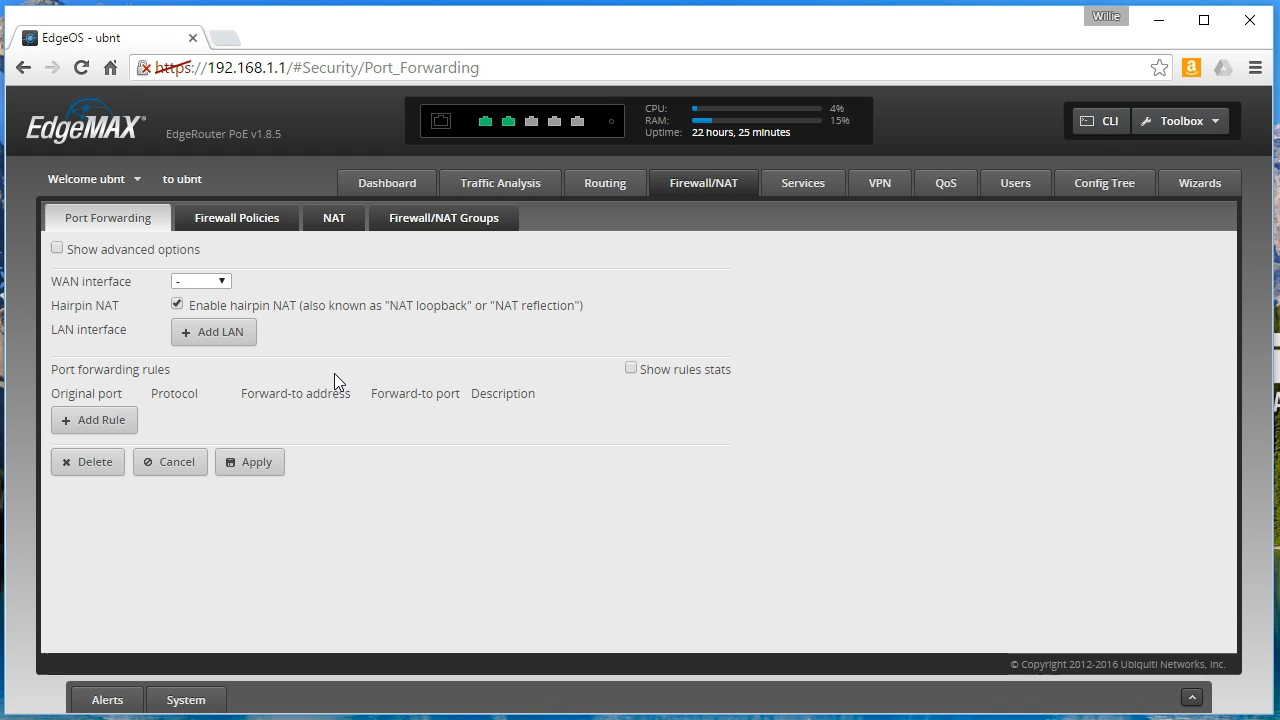 Willie
EdgeOS - ubnt
https://192.168.1.1/#Security/Port_Forwarding
EdgeMAX
EdgeRouter PoE v1.8.5
CPU: 4%
RAM: 15%
Uptime: 22 hours, 25 minutes
CLI
Toolbox
Welcome ubnt
to ubnt
Dashboard
Traffic Analysis
Routing
Firewall/NAT
Services
VPN
QoS
Users
Config Tree
Wizards
Port Forwarding
Firewall Policies
NAT
Firewall/NAT Groups
Show advanced options
WAN interface -
Hairpin NAT Enable hairpin NAT (also known as "NAT loopback" or "NAT reflection")
LAN interface + Add LAN
Port forwarding rules Show rules stats
Original port Protocol Forward-to address Forward-to port Description
+ Add Rule
Delete
Cancel
Apply
© Copyright 2012-2016 Ubiquiti Networks, Inc.
Alerts
System